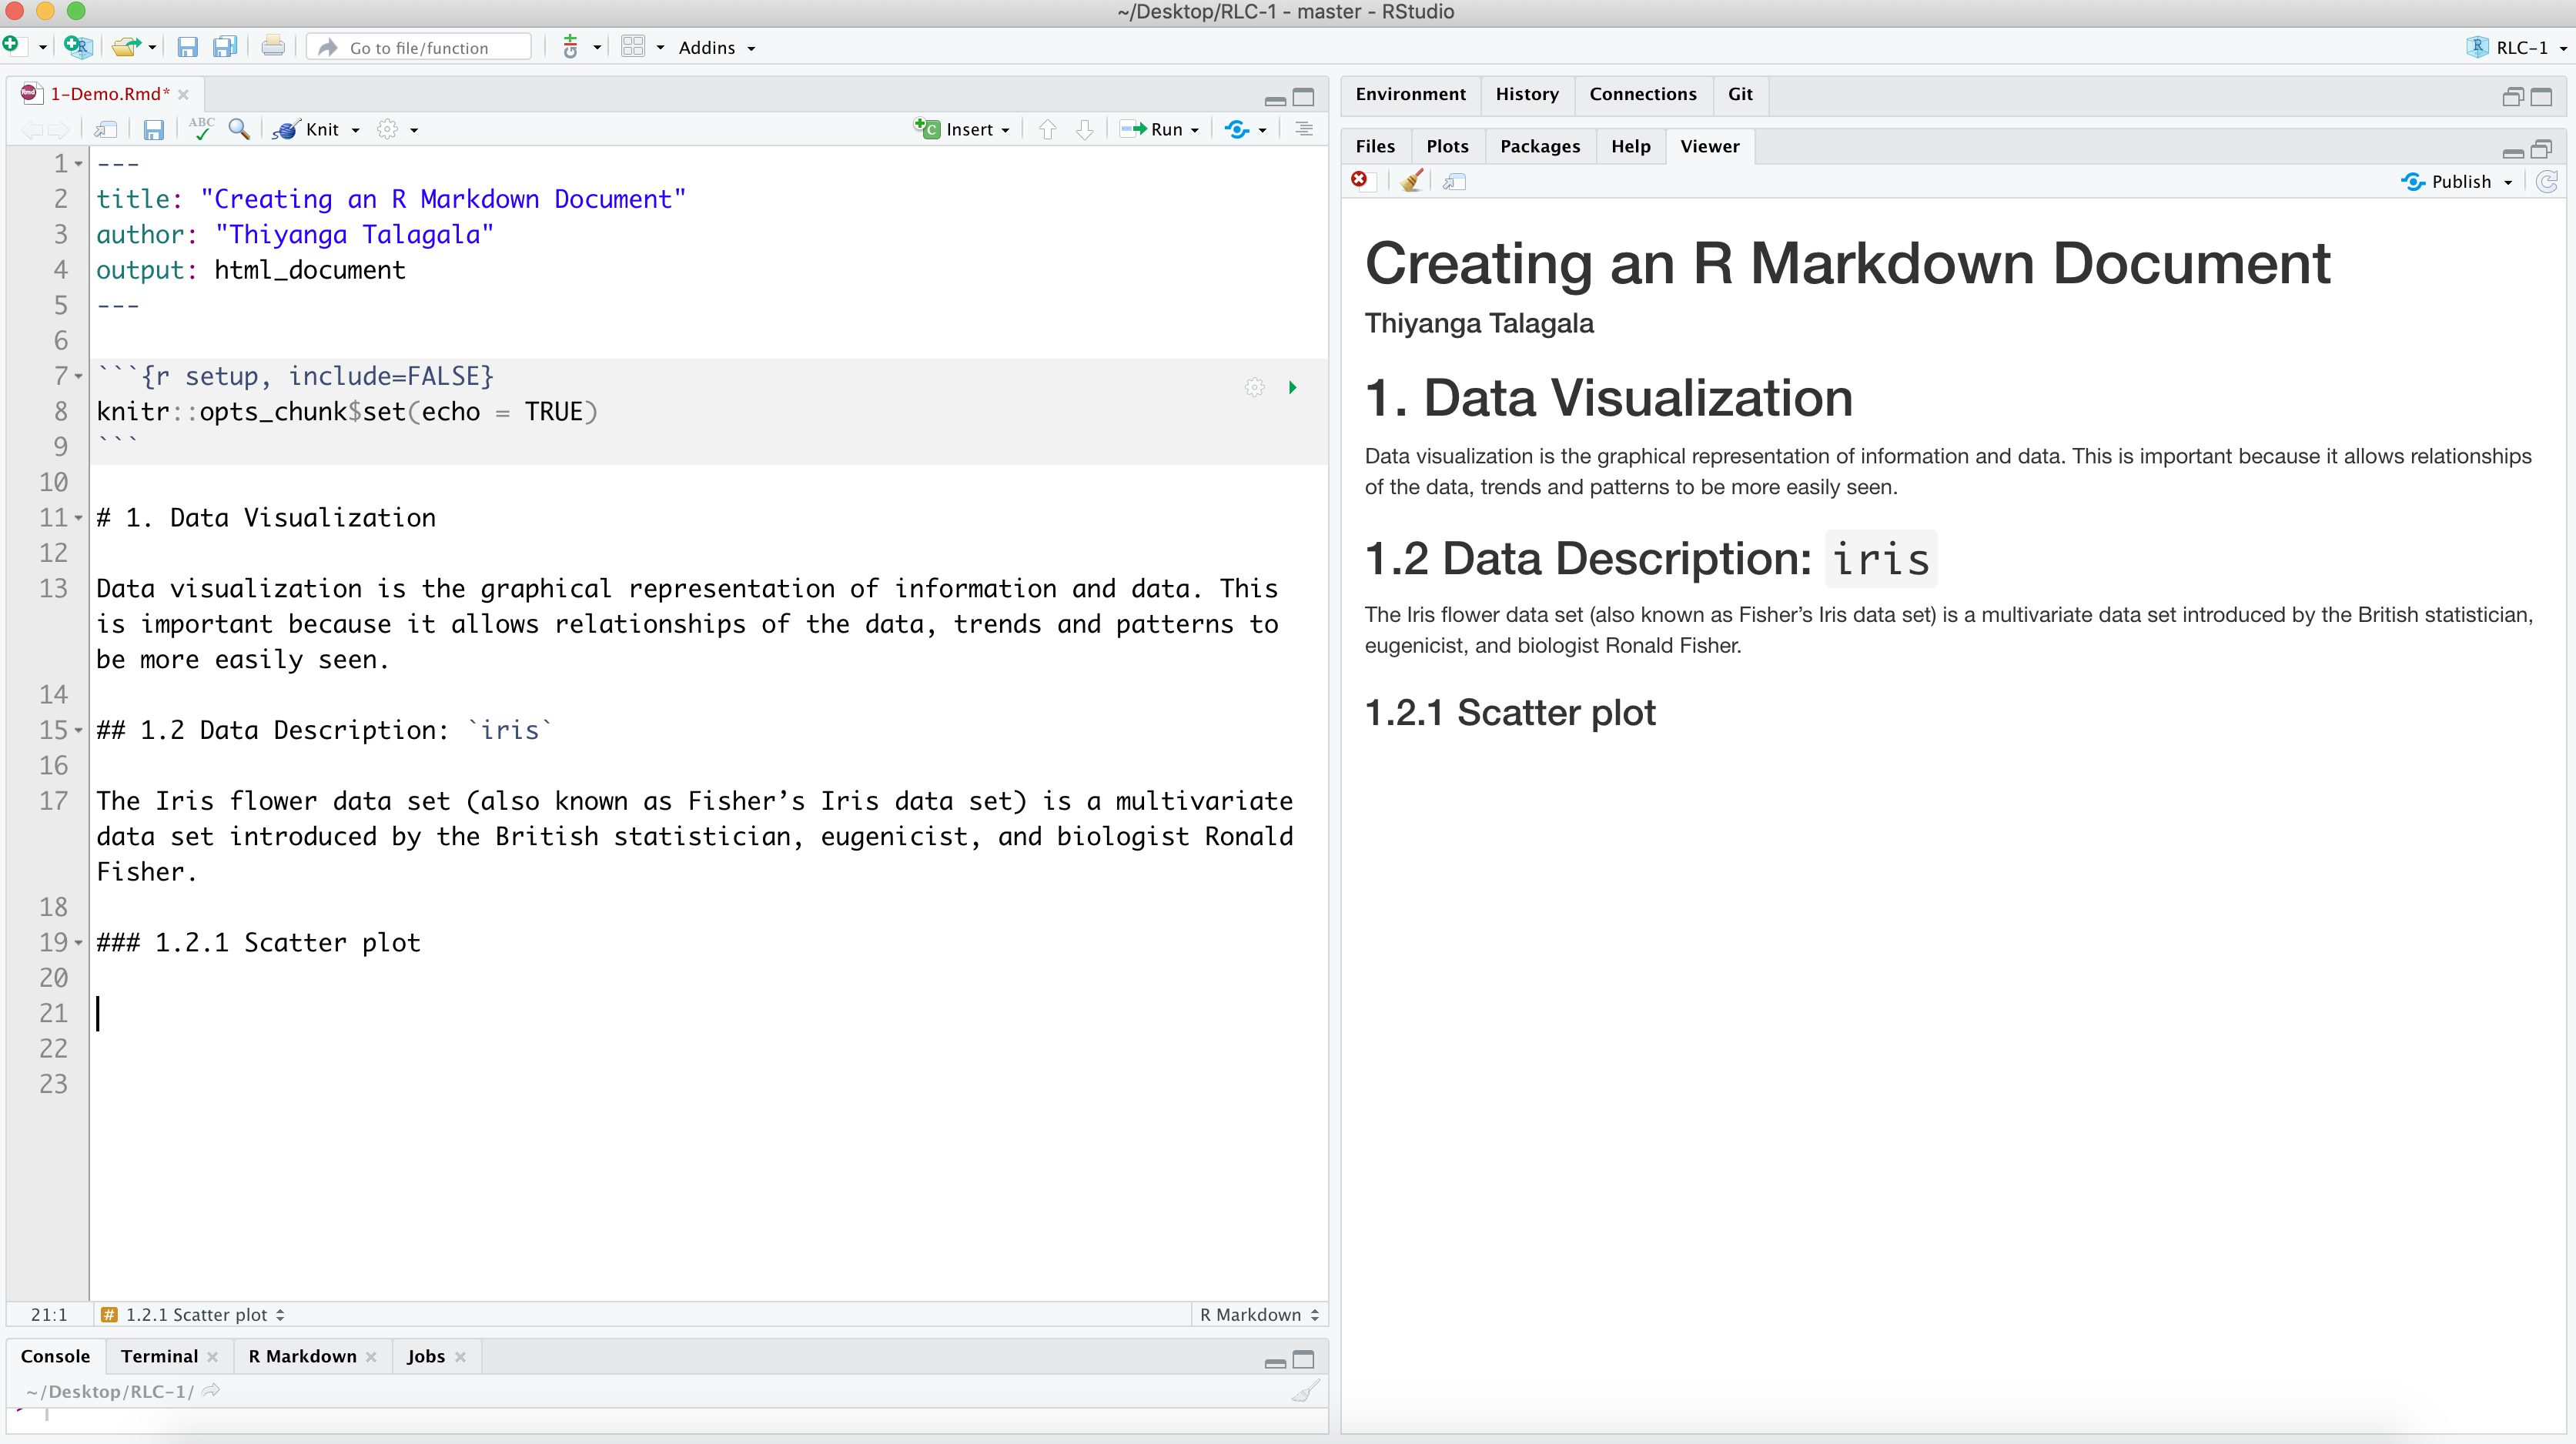 ~/Desktop/RLC-1 - master - RStudio
Go to file/function
Addins
RLC-1
1-Demo.Rmd*
ABC
Knit
Insert
Run
1 ---
2 title: "Creating an R Markdown Document"
3 author: "Thiyanga Talagala"
4 output: html_document
5 ---
6
7 ```{r setup, include=FALSE}
8 knitr::opts_chunk$set(echo = TRUE)
9 ```
10
11 # 1. Data Visualization
12
13 Data visualization is the graphical representation of information and data. This
is important because it allows relationships of the data, trends and patterns to
be more easily seen.
14
15 ## 1.2 Data Description: `iris`
16
17 The Iris flower data set (also known as Fisher’s Iris data set) is a multivariate
data set introduced by the British statistician, eugenicist, and biologist Ronald
Fisher.
18
19 ### 1.2.1 Scatter plot
20
21
22
23
21:1 # 1.2.1 Scatter plot R Markdown
Console Terminal R Markdown Jobs
~/Desktop/RLC-1/
Environment History Connections Git
Files Plots Packages Help Viewer
Publish
Creating an R Markdown Document
Thiyanga Talagala
1. Data Visualization
Data visualization is the graphical representation of information and data. This is important because it allows relationships
of the data, trends and patterns to be more easily seen.
1.2 Data Description: iris
The Iris flower data set (also known as Fisher’s Iris data set) is a multivariate data set introduced by the British statistician,
eugenicist, and biologist Ronald Fisher.
1.2.1 Scatter plot